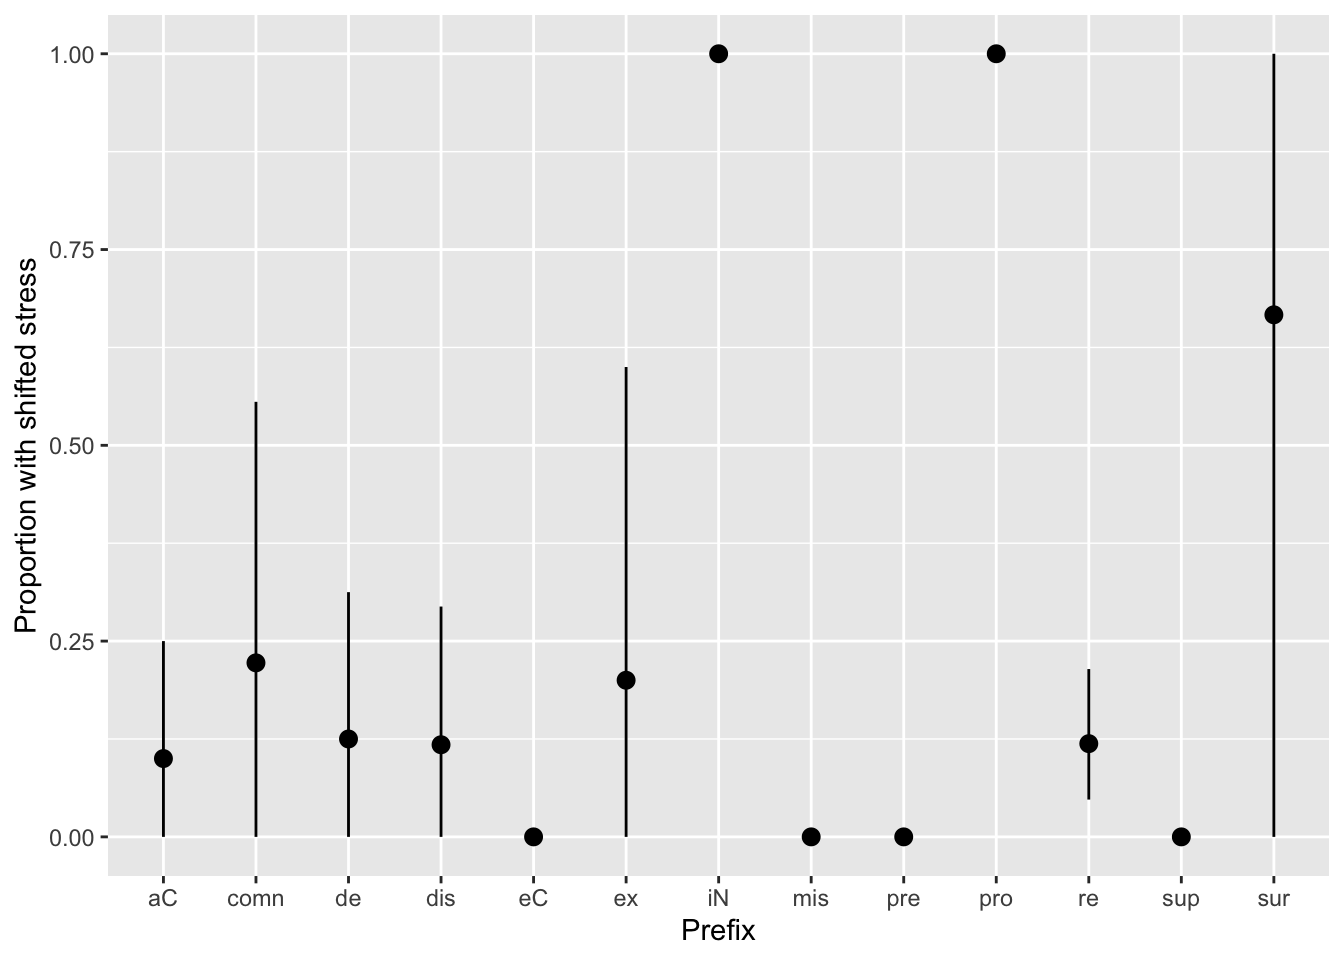 Proportion with shifted stress
1.00
0.75
0.50
0.25
0.00
aC comn de dis eC ex iN mis pre pro re sup sur
Prefix